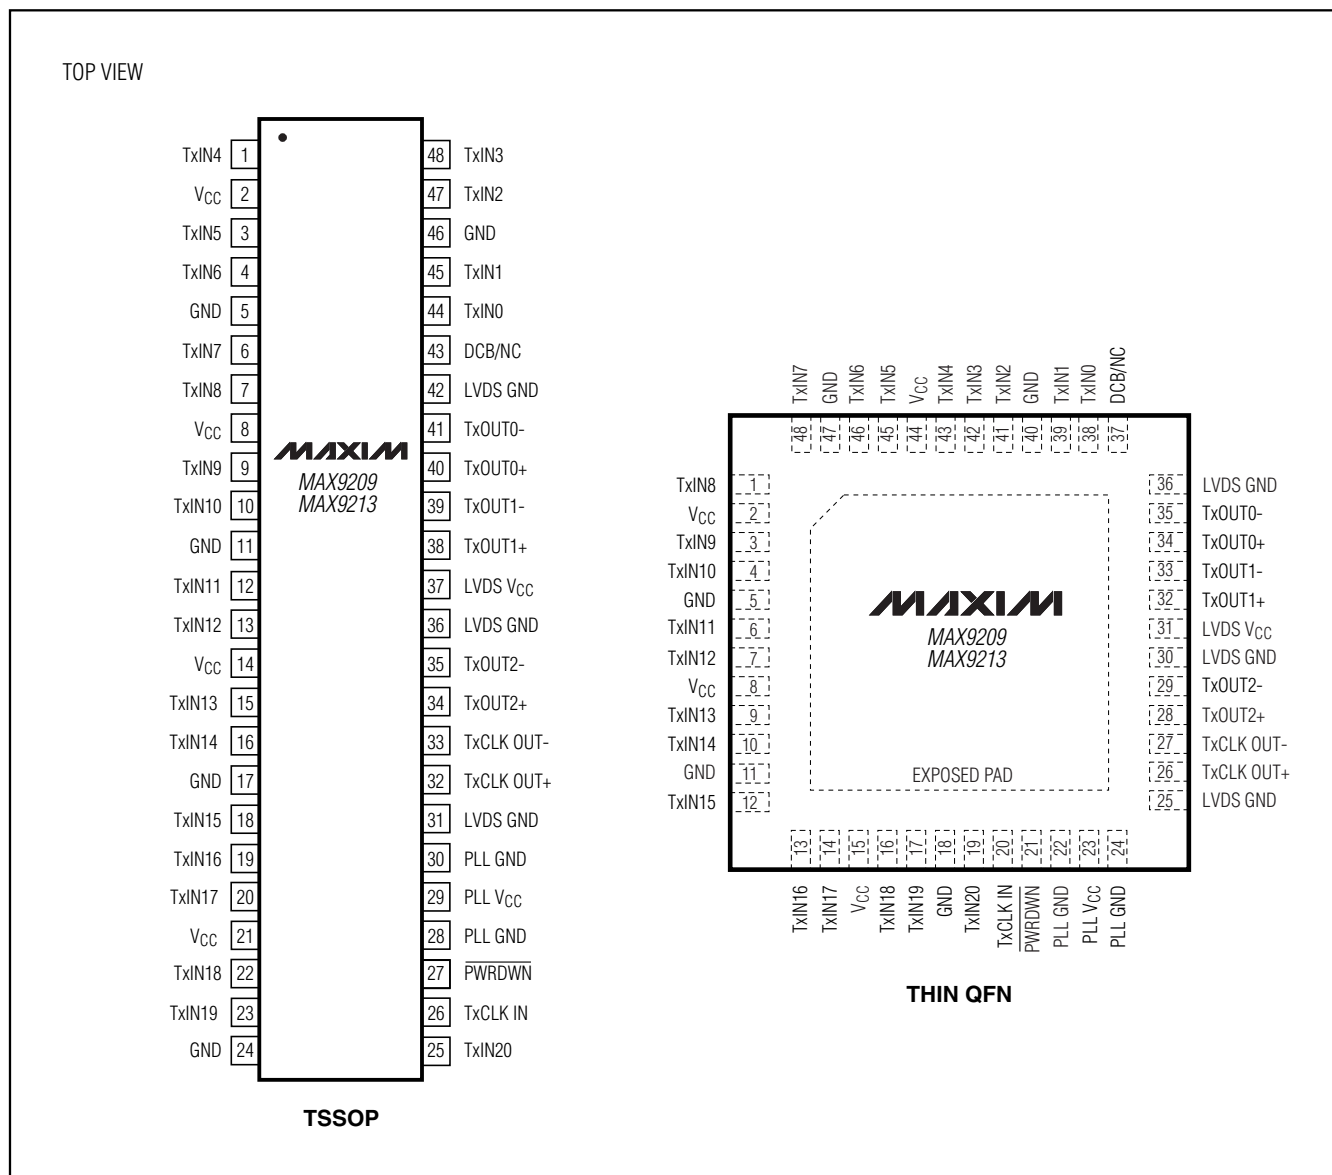 TOP VIEW
TxIN4 1
VCC 2
TxIN5 3
TxIN6 4
GND 5
TxIN7 6
TxIN8 7
VCC 8
TxIN9 9
TxIN10 10
GND 11
TxIN11 12
TxIN12 13
VCC 14
TxIN13 15
TxIN14 16
GND 17
TxIN15 18
TxIN16 19
TxIN17 20
VCC 21
TxIN18 22
TxIN19 23
GND 24
MAXIM
MAX9209
MAX9213
48 TxIN3
47 TxIN2
46 GND
45 TxIN1
44 TxIN0
43 DCB/NC
42 LVDS GND
41 TxOUT0-
40 TxOUT0+
39 TxOUT1-
38 TxOUT1+
37 LVDS VCC
36 LVDS GND
35 TxOUT2-
34 TxOUT2+
33 TxCLK OUT-
32 TxCLK OUT+
31 LVDS GND
30 PLL GND
29 PLL VCC
28 PLL GND
27 PWRDWN
26 TxCLK IN
25 TxIN20
TSSOP
TxIN7 48
GND 47
TxIN6 46
TxIN5 45
VCC 44
TxIN4 43
TxIN3 42
TxIN2 41
GND 40
TxIN1 39
TxIN0 38
DCB/NC 37
TxIN8 1
VCC 2
TxIN9 3
TxIN10 4
GND 5
TxIN11 6
TxIN12 7
VCC 8
TxIN13 9
TxIN14 10
GND 11
TxIN15 12
MAXIM
MAX9209
MAX9213
EXPOSED PAD
36 LVDS GND
35 TxOUT0-
34 TxOUT0+
33 TxOUT1-
32 TxOUT1+
31 LVDS VCC
30 LVDS GND
29 TxOUT2-
28 TxOUT2+
27 TxCLK OUT-
26 TxCLK OUT+
25 LVDS GND
TxIN16 13
TxIN17 14
VCC 15
TxIN18 16
TxIN19 17
GND 18
TxIN20 19
TxCLK IN 20
PWRDWN 21
PLL GND 22
PLL VCC 23
PLL GND 24
THIN QFN